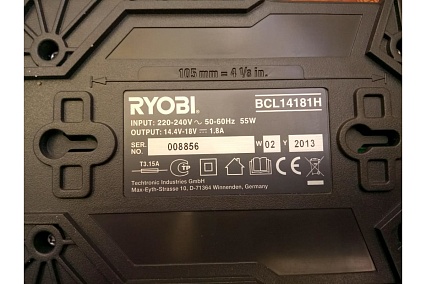 105 mm = 4 1/8 in.
RYOBI. BCL14181H
INPUT: 220-240V ~ 50-60Hz 55W
OUTPUT: 14.4V-18V ⎓ 1.8A
SER. NO. 008856 W 02 Y 2013
T3.15A
Techtronic Industries GmbH
Max-Eyth-Strasse 10, D-71364 Winnenden, Germany